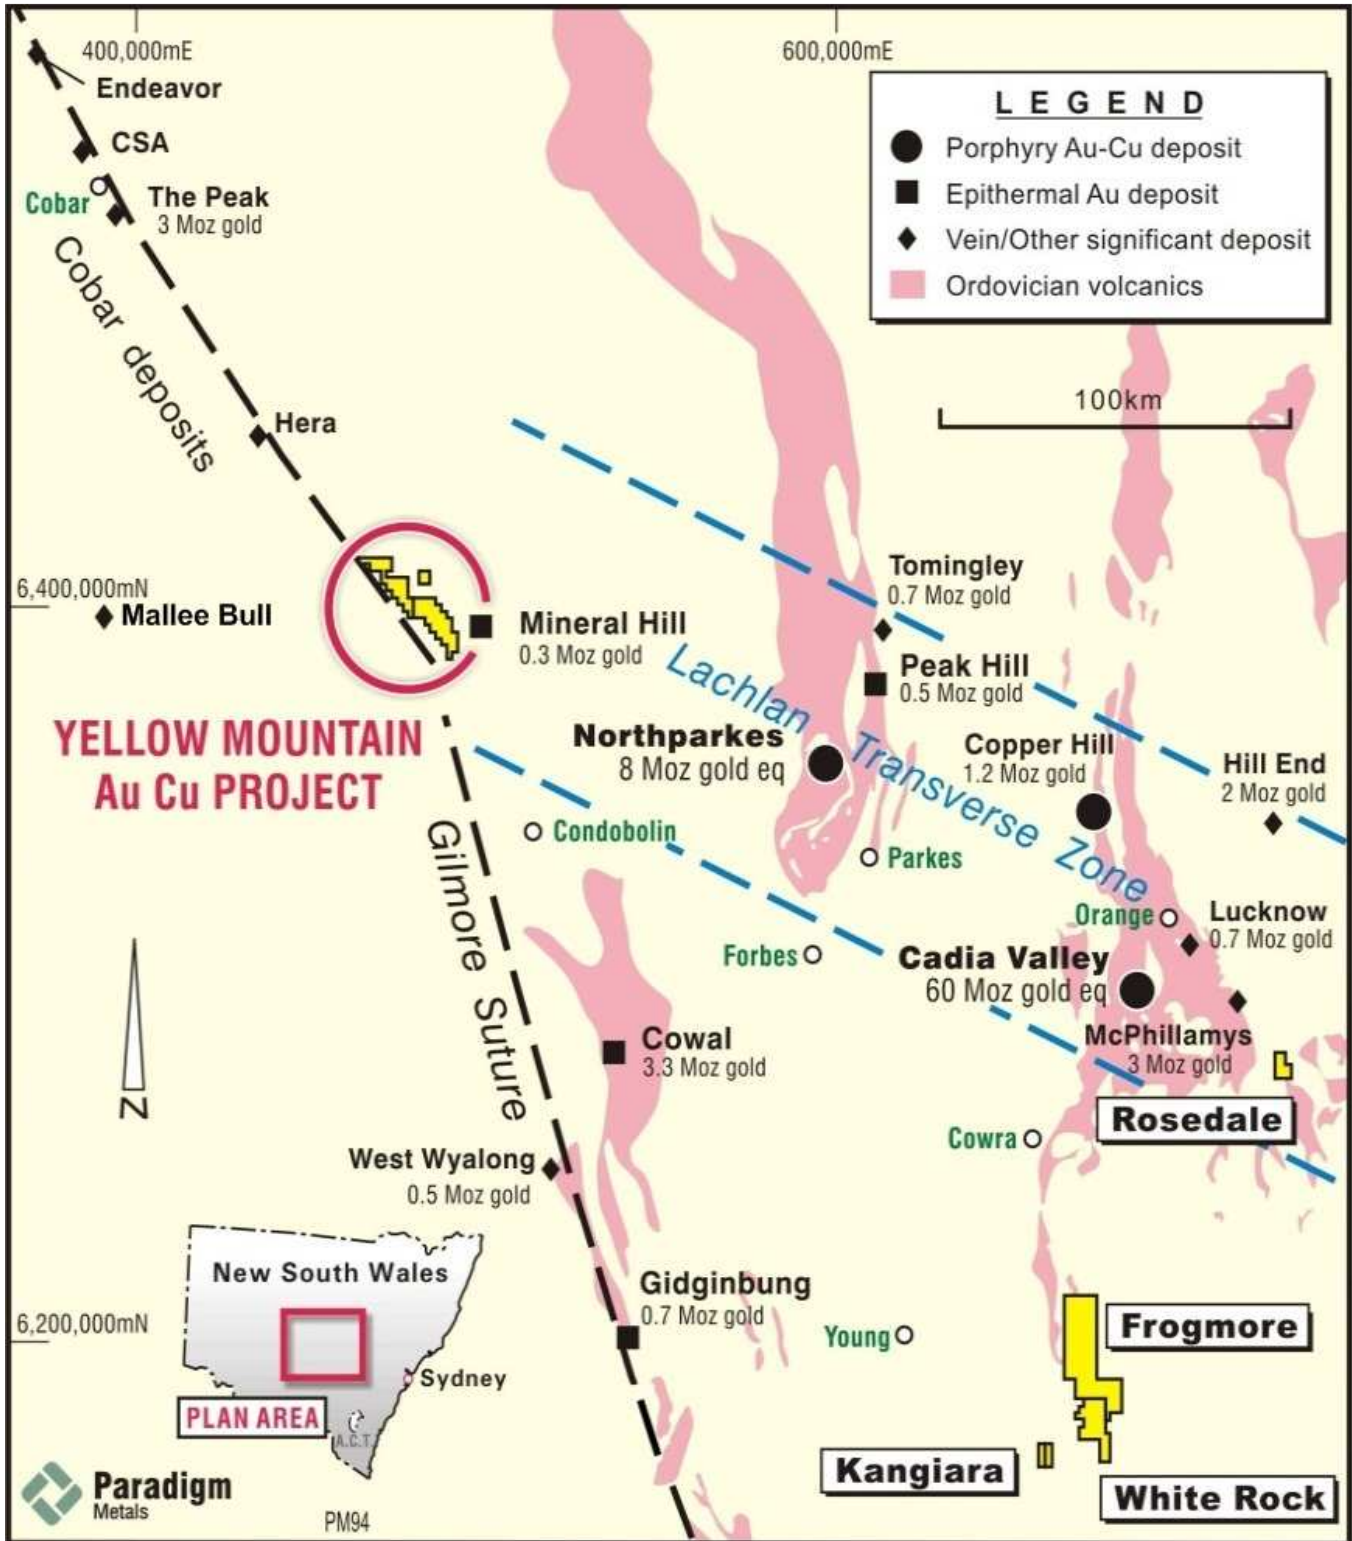 400,000mE
600,000mE
Endeavor
CSA
Cobar
The Peak
3 Moz gold
Cobar deposits
Hera
LEGEND
Porphyry Au-Cu deposit
Epithermal Au deposit
Vein/Other significant deposit
Ordovician volcanics
100km
6,400,000mN
Mallee Bull
Mineral Hill
0.3 Moz gold
Tomingley
0.7 Moz gold
Peak Hill
0.5 Moz gold
Lachlan Transverse Zone
YELLOW MOUNTAIN
Au Cu PROJECT
Northparkes
8 Moz gold eq
Copper Hill
1.2 Moz gold
Hill End
2 Moz gold
Condobolin
Parkes
Gilmore Suture
Orange
Lucknow
0.7 Moz gold
Forbes
Cadia Valley
60 Moz gold eq
McPhillamys
3 Moz gold
Cowal
3.3 Moz gold
N
Rosedale
Cowra
West Wyalong
0.5 Moz gold
New South Wales
Sydney
PLAN AREA
A.C.T.
Gidginbung
0.7 Moz gold
6,200,000mN
Young
Frogmore
Kangiara
White Rock
Paradigm
Metals
PM94